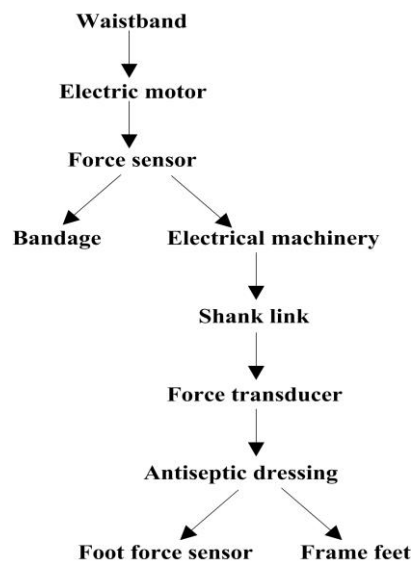 Waistband
Electric motor
Force sensor
Bandage Electrical machinery
Shank link
Force transducer
Antiseptic dressing
Foot force sensor Frame feet